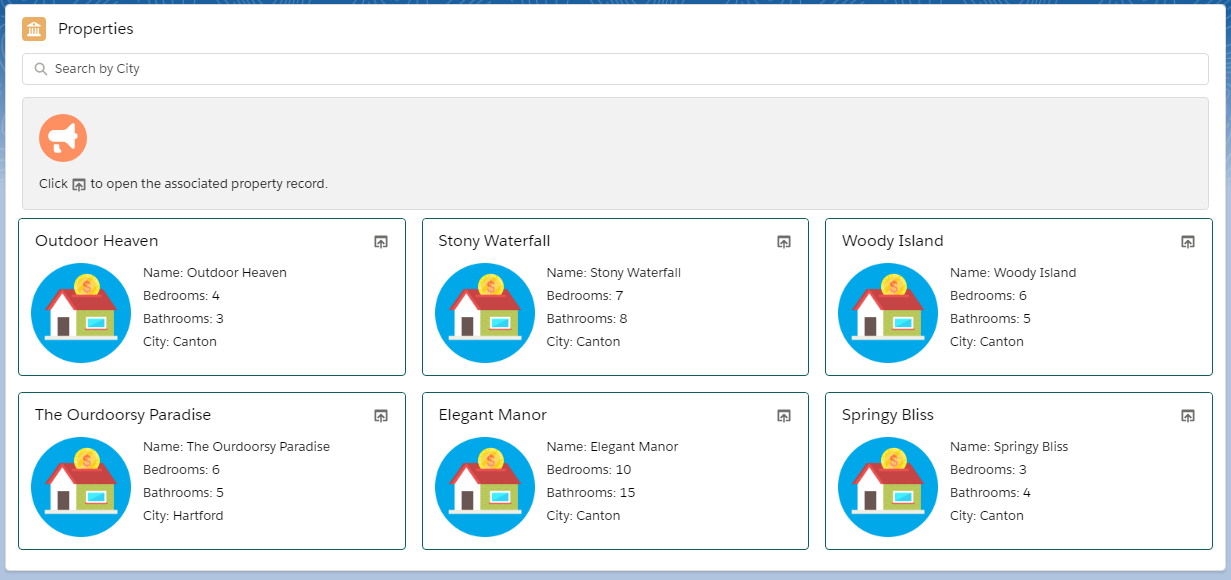 Properties
Search by City
Click to open the associated property record.
Outdoor Heaven
Name: Outdoor Heaven
Bedrooms: 4
Bathrooms: 3
City: Canton
Stony Waterfall
Name: Stony Waterfall
Bedrooms: 7
Bathrooms: 8
City: Canton
Woody Island
Name: Woody Island
Bedrooms: 6
Bathrooms: 5
City: Canton
The Ourdoorsy Paradise
Name: The Ourdoorsy Paradise
Bedrooms: 6
Bathrooms: 5
City: Hartford
Elegant Manor
Name: Elegant Manor
Bedrooms: 10
Bathrooms: 15
City: Canton
Springy Bliss
Name: Springy Bliss
Bedrooms: 3
Bathrooms: 4
City: Canton